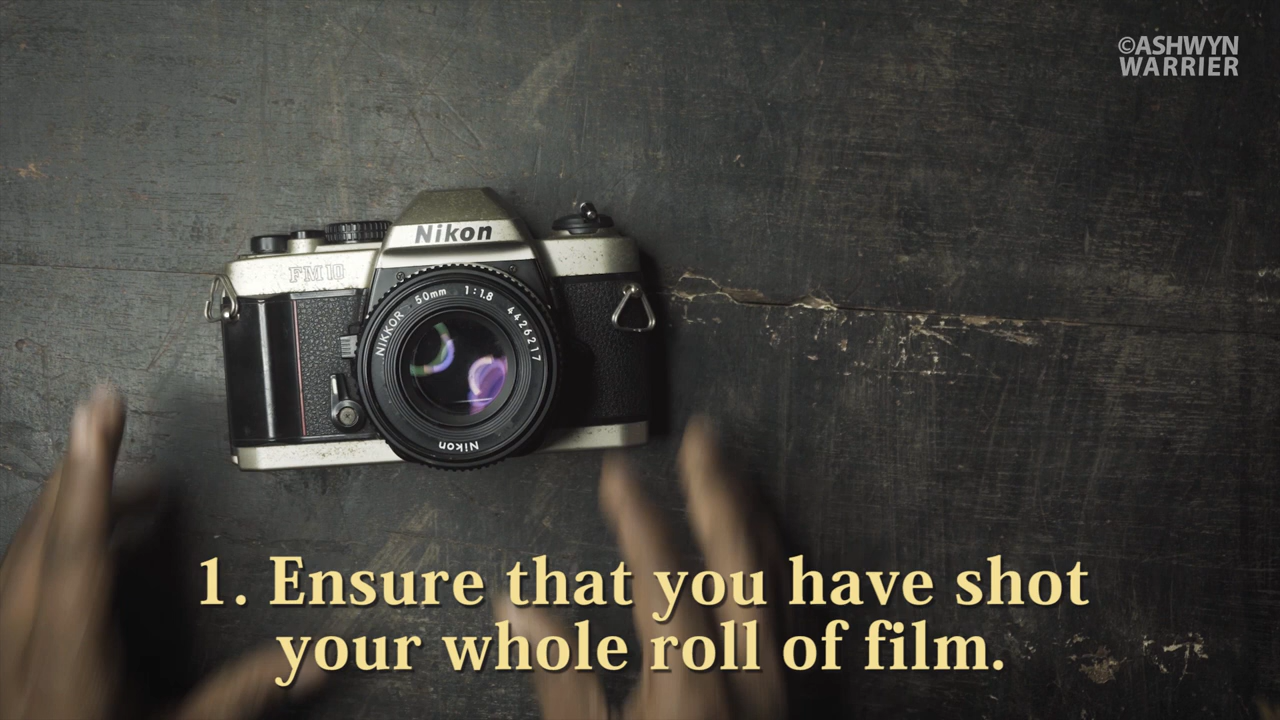 ©ASHWYN
WARRIER
Nikon
FM10
NIKKOR 50mm 1:1.8 4426217
Nikon
1. Ensure that you have shot
your whole roll of film.